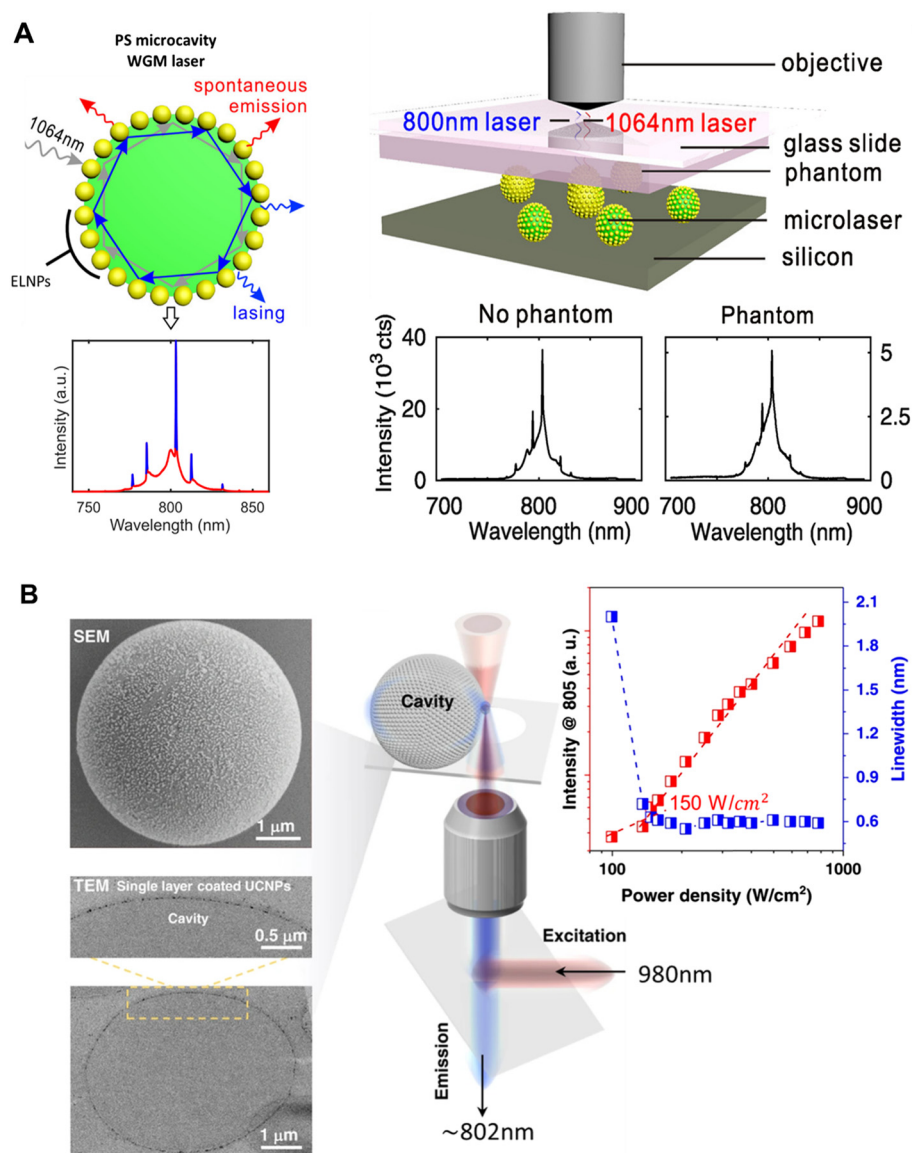 A
PS microcavity
WGM laser
spontaneous
emission
1064nm
ELNPs
lasing
Intensity (a.u.)
750
800
850
Wavelength (nm)
objective
800nm laser
1064nm laser
glass slide
phantom
microlaser
silicon
No phantom
Phantom
Intensity (10³ cts)
40
20
0
700
800
900
Wavelength (nm)
5
2.5
0
700
800
900
Wavelength (nm)
B
SEM
1 μm
TEM Single layer coated UCNPs
Cavity
0.5 μm
1 μm
Cavity
Excitation
980nm
Emission
~802nm
Intensity @ 805 (a. u.)
150 W/cm²
100
1000
Power density (W/cm²)
2.1
1.8
1.5
1.2
0.9
0.6
Linewidth (nm)